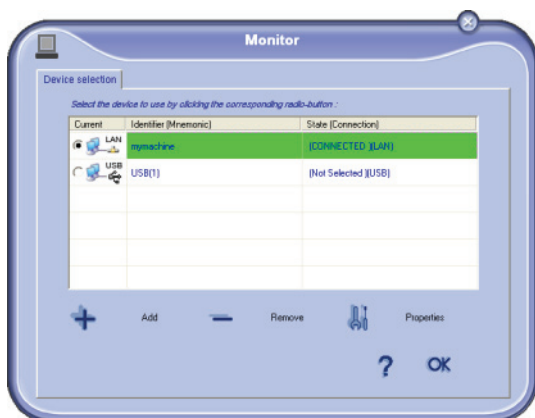 Monitor
Device selection
Select the device to use by clicking the corresponding radio-button :
Current Identifier (Mnemonic) State (Connection)
LAN mymachine (CONNECTED )(LAN)
USB USB(1) (Not Selected )(USB)
Add Remove Properties
? OK